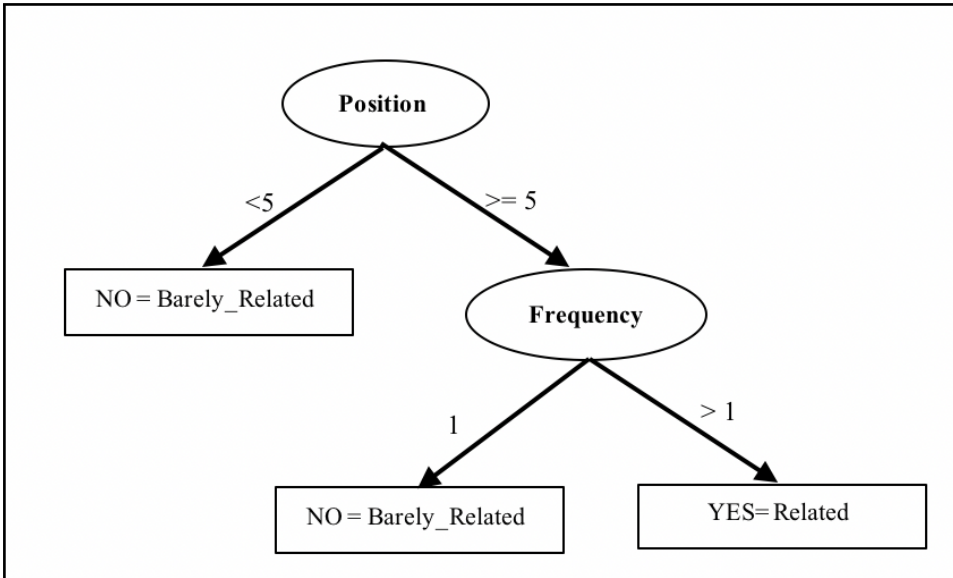 Position
<5
>= 5
NO = Barely_Related
Frequency
1
> 1
NO = Barely_Related
YES= Related